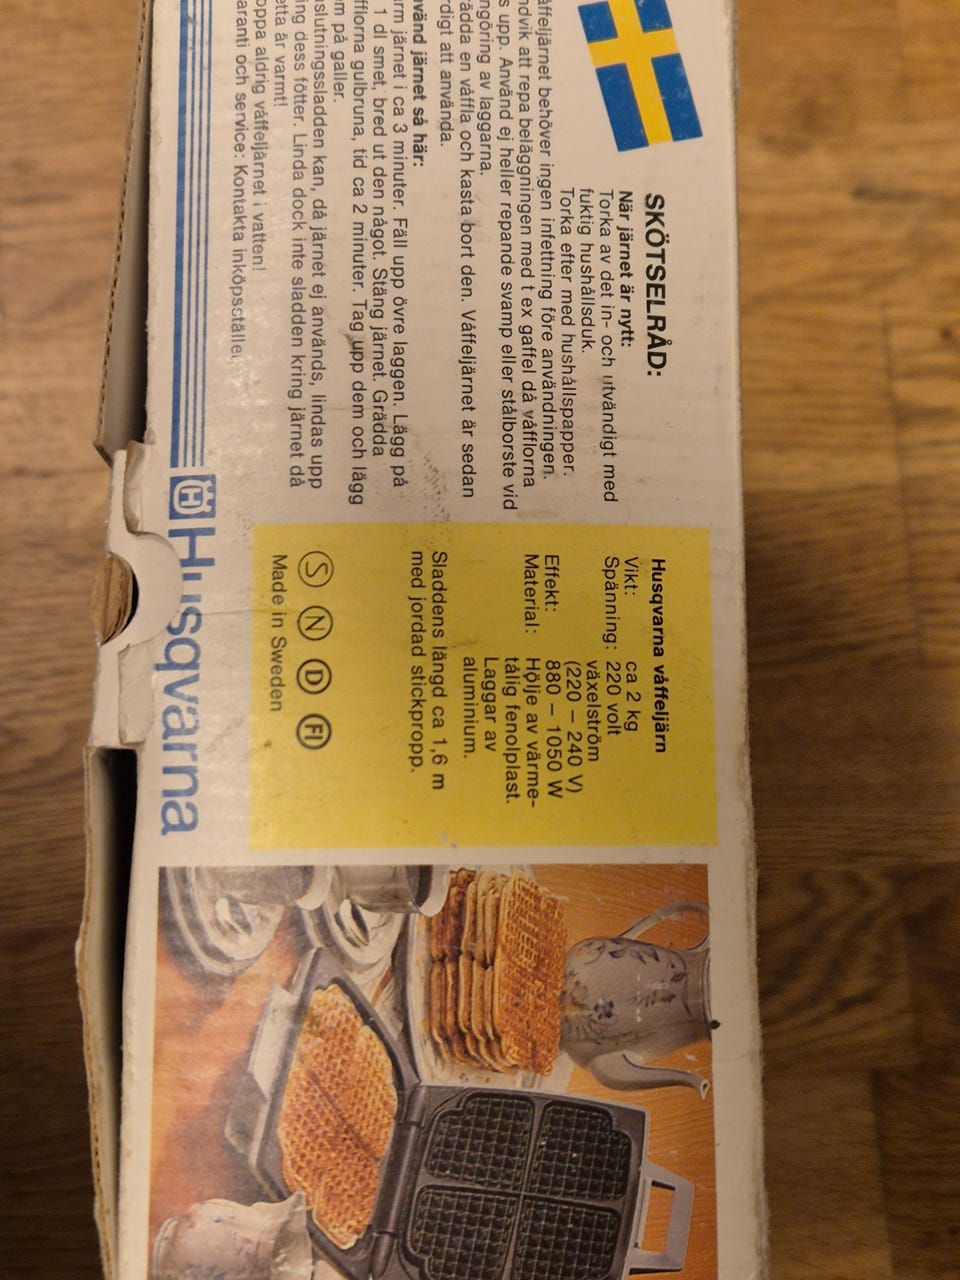 SKÖTSELRÅD:
När järnet är nytt:
Torka av det in- och utvändigt med
fuktig hushållsduk.
Torka efter med hushållspapper.
åffeljärnet behöver ingen infettning före användningen.
ndvik att repa beläggningen med t ex gaffel då våfflorna
s upp. Använd ej heller repande svamp eller stålborste vid
ngöring av laggarna.
rädda en våffla och kasta bort den. Våffeljärnet är sedan
rdigt att använda.
vänd järnet så här:
rm järnet i ca 3 minuter. Fäll upp övre laggen. Lägg på
1 dl smet, bred ut den något. Stäng järnet. Grädda
fflorna gulbruna, tid ca 2 minuter. Tag upp dem och lägg
em på galler.
slutningssladden kan, då järnet ej används, lindas upp
ing dess fötter. Linda dock inte sladden kring järnet då
etta är varmt!
oppa aldrig våffeljärnet i vatten!
aranti och service: Kontakta inköpsställe
Husqvarna våffeljärn
Vikt: ca 2 kg
Spänning: 220 volt
växelström
(220 – 240 V)
Effekt: 880 – 1050 W
Material: Hölje av värme-
tålig fenolplast.
Laggar av
aluminium.
Sladdens längd ca 1,6 m
med jordad stickpropp.
S N D FI
Made in Sweden
H Husqvarna